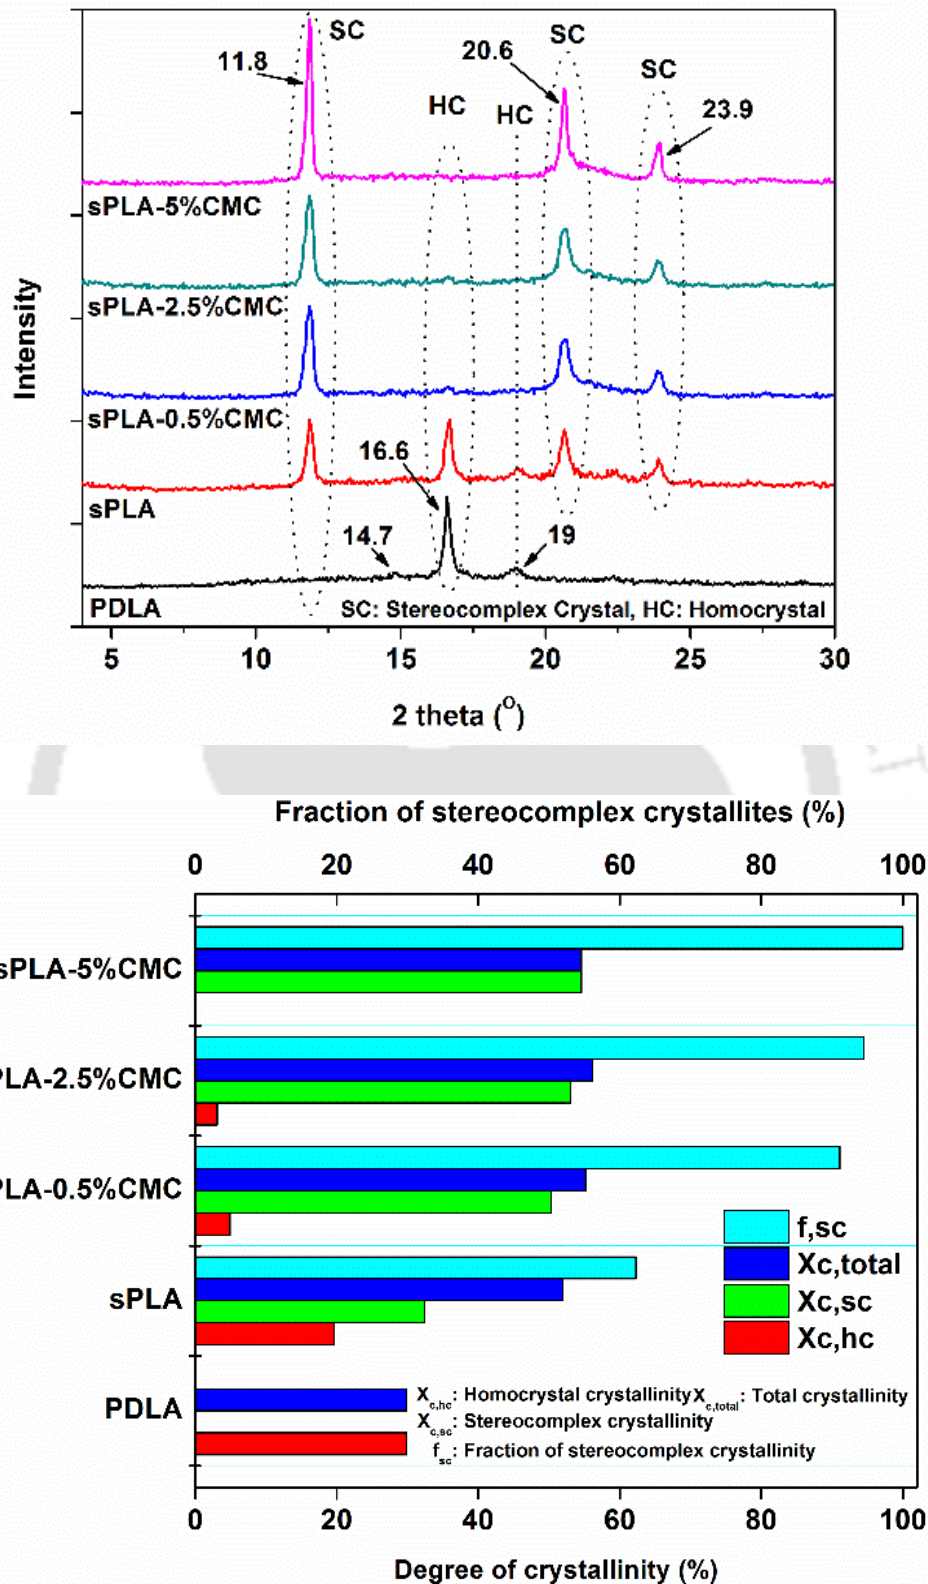 SC
11.8
20.6
SC
SC
HC
HC
23.9
sPLA-5%CMC
sPLA-2.5%CMC
sPLA-0.5%CMC
16.6
sPLA
14.7
19
PDLA
SC: Stereocomplex Crystal, HC: Homocrystal
Intensity
5 10 15 20 25 30
2 theta (O)
Fraction of stereocomplex crystallites (%)
0 20 40 60 80 100
sPLA-5%CMC
PLA-2.5%CMC
PLA-0.5%CMC
sPLA
PDLA
f,sc
Xc,total
Xc,sc
Xc,hc
Xc,hc: Homocrystal crystallinity Xc,total: Total crystallinity
Xc,sc: Stereocomplex crystallinity
fsc: Fraction of stereocomplex crystallinity
0 20 40 60 80 100
Degree of crystallinity (%)